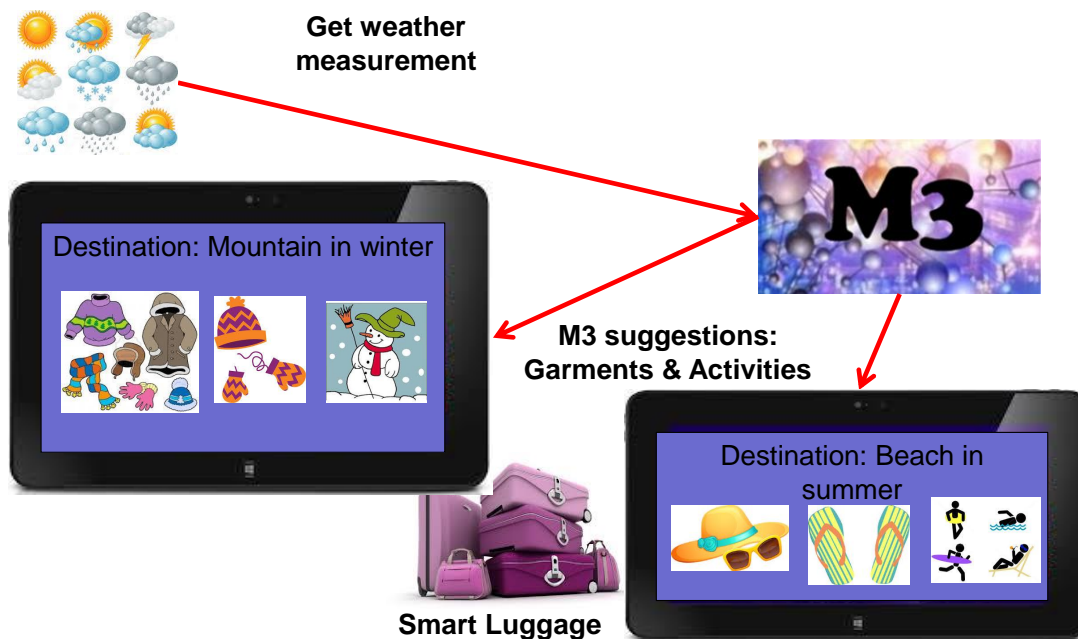 Get weather
measurement
M3
Destination: Mountain in winter
M3 suggestions:
Garments & Activities
Destination: Beach in
summer
Smart Luggage